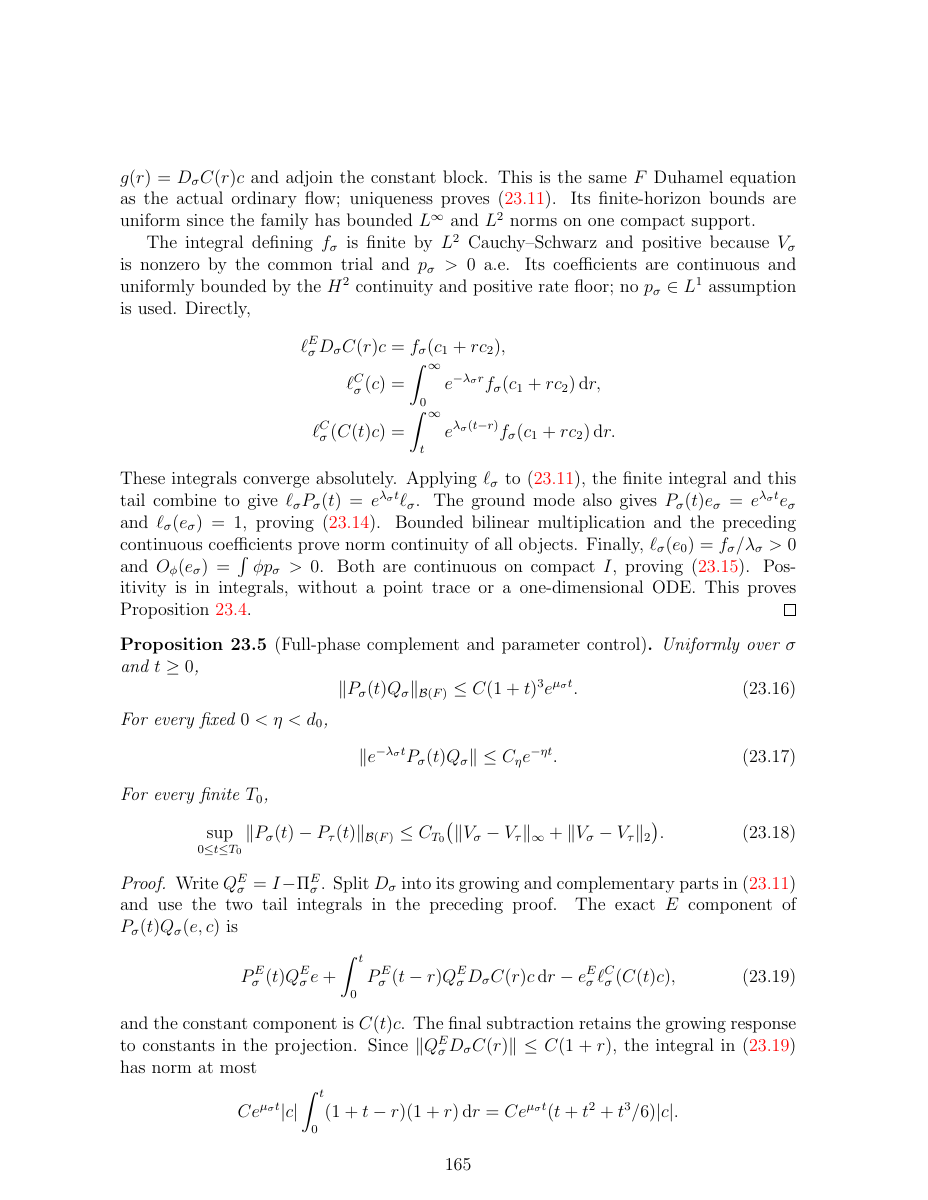 g(r) = D_σC(r)c and adjoin the constant block. This is the same F Duhamel equation
as the actual ordinary flow; uniqueness proves (23.11). Its finite-horizon bounds are
uniform since the family has bounded L^∞ and L^2 norms on one compact support.
The integral defining f_σ is finite by L^2 Cauchy–Schwarz and positive because V_σ
is nonzero by the common trial and p_σ > 0 a.e. Its coefficients are continuous and
uniformly bounded by the H^2 continuity and positive rate floor; no p_σ ∈ L^1 assumption
is used. Directly,
ℓ^E_σ D_σC(r)c = f_σ(c_1 + rc_2),
ℓ^C_σ(c) = ∫_0^∞ e^{−λ_σr} f_σ(c_1 + rc_2) dr,
ℓ^C_σ(C(t)c) = ∫_t^∞ e^{λ_σ(t−r)} f_σ(c_1 + rc_2) dr.
These integrals converge absolutely. Applying ℓ_σ to (23.11), the finite integral and this
tail combine to give ℓ_σP_σ(t) = e^{λ_σt}ℓ_σ. The ground mode also gives P_σ(t)e_σ = e^{λ_σt}e_σ
and ℓ_σ(e_σ) = 1, proving (23.14). Bounded bilinear multiplication and the preceding
continuous coefficients prove norm continuity of all objects. Finally, ℓ_σ(e_0) = f_σ/λ_σ > 0
and O_ϕ(e_σ) = ∫ ϕp_σ > 0. Both are continuous on compact I, proving (23.15). Pos-
itivity is in integrals, without a point trace or a one-dimensional ODE. This proves
Proposition 23.4. □
Proposition 23.5 (Full-phase complement and parameter control). Uniformly over σ
and t ≥ 0,
∥P_σ(t)Q_σ∥_{B(F)} ≤ C(1 + t)^3 e^{μ_σt}. (23.16)
For every fixed 0 < η < d_0,
∥e^{−λ_σt}P_σ(t)Q_σ∥ ≤ C_η e^{−ηt}. (23.17)
For every finite T_0,
sup_{0≤t≤T_0} ∥P_σ(t) − P_τ(t)∥_{B(F)} ≤ C_{T_0}(∥V_σ − V_τ∥_∞ + ∥V_σ − V_τ∥_2). (23.18)
Proof. Write Q^E_σ = I−Π^E_σ. Split D_σ into its growing and complementary parts in (23.11)
and use the two tail integrals in the preceding proof. The exact E component of
P_σ(t)Q_σ(e, c) is
P^E_σ(t)Q^E_σ e + ∫_0^t P^E_σ(t − r)Q^E_σ D_σC(r)c dr − e^E_σ ℓ^C_σ(C(t)c), (23.19)
and the constant component is C(t)c. The final subtraction retains the growing response
to constants in the projection. Since ∥Q^E_σ D_σC(r)∥ ≤ C(1 + r), the integral in (23.19)
has norm at most
Ce^{μ_σt}|c| ∫_0^t (1 + t − r)(1 + r) dr = Ce^{μ_σt}(t + t^2 + t^3/6)|c|.
165